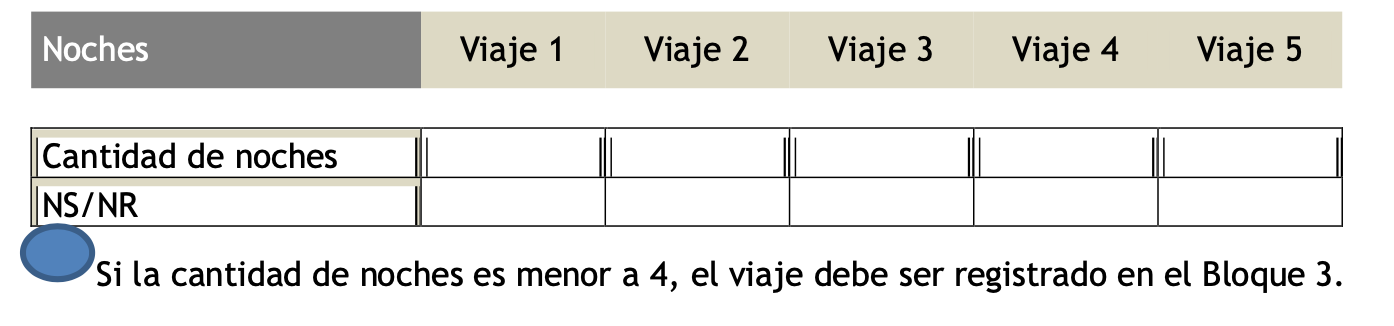 Noches Viaje 1 Viaje 2 Viaje 3 Viaje 4 Viaje 5
Cantidad de noches
NS/NR
Si la cantidad de noches es menor a 4, el viaje debe ser registrado en el Bloque 3.